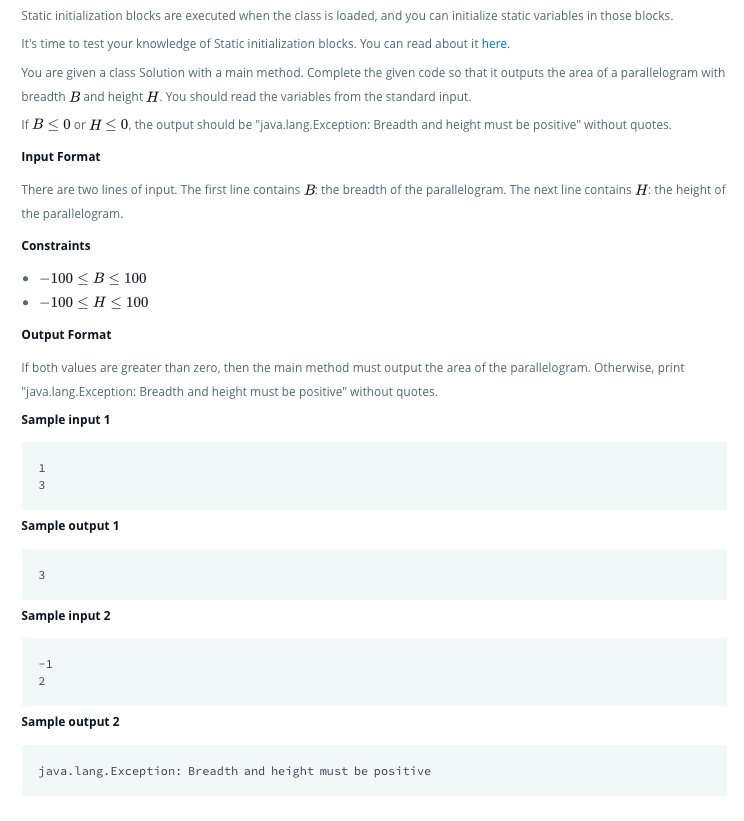 Static initialization blocks are executed when the class is loaded, and you can initialize static variables in those blocks.
It's time to test your knowledge of Static initialization blocks. You can read about it here.
You are given a class Solution with a main method. Complete the given code so that it outputs the area of a parallelogram with
breadth B and height H. You should read the variables from the standard input.
If B ≤ 0 or H ≤ 0, the output should be "java.lang.Exception: Breadth and height must be positive" without quotes.
Input Format
There are two lines of input. The first line contains B: the breadth of the parallelogram. The next line contains H: the height of
the parallelogram.
Constraints
• −100 ≤ B ≤ 100
• −100 ≤ H ≤ 100
Output Format
If both values are greater than zero, then the main method must output the area of the parallelogram. Otherwise, print
"java.lang.Exception: Breadth and height must be positive" without quotes.
Sample input 1
1
3
Sample output 1
3
Sample input 2
-1
2
Sample output 2
java.lang.Exception: Breadth and height must be positive